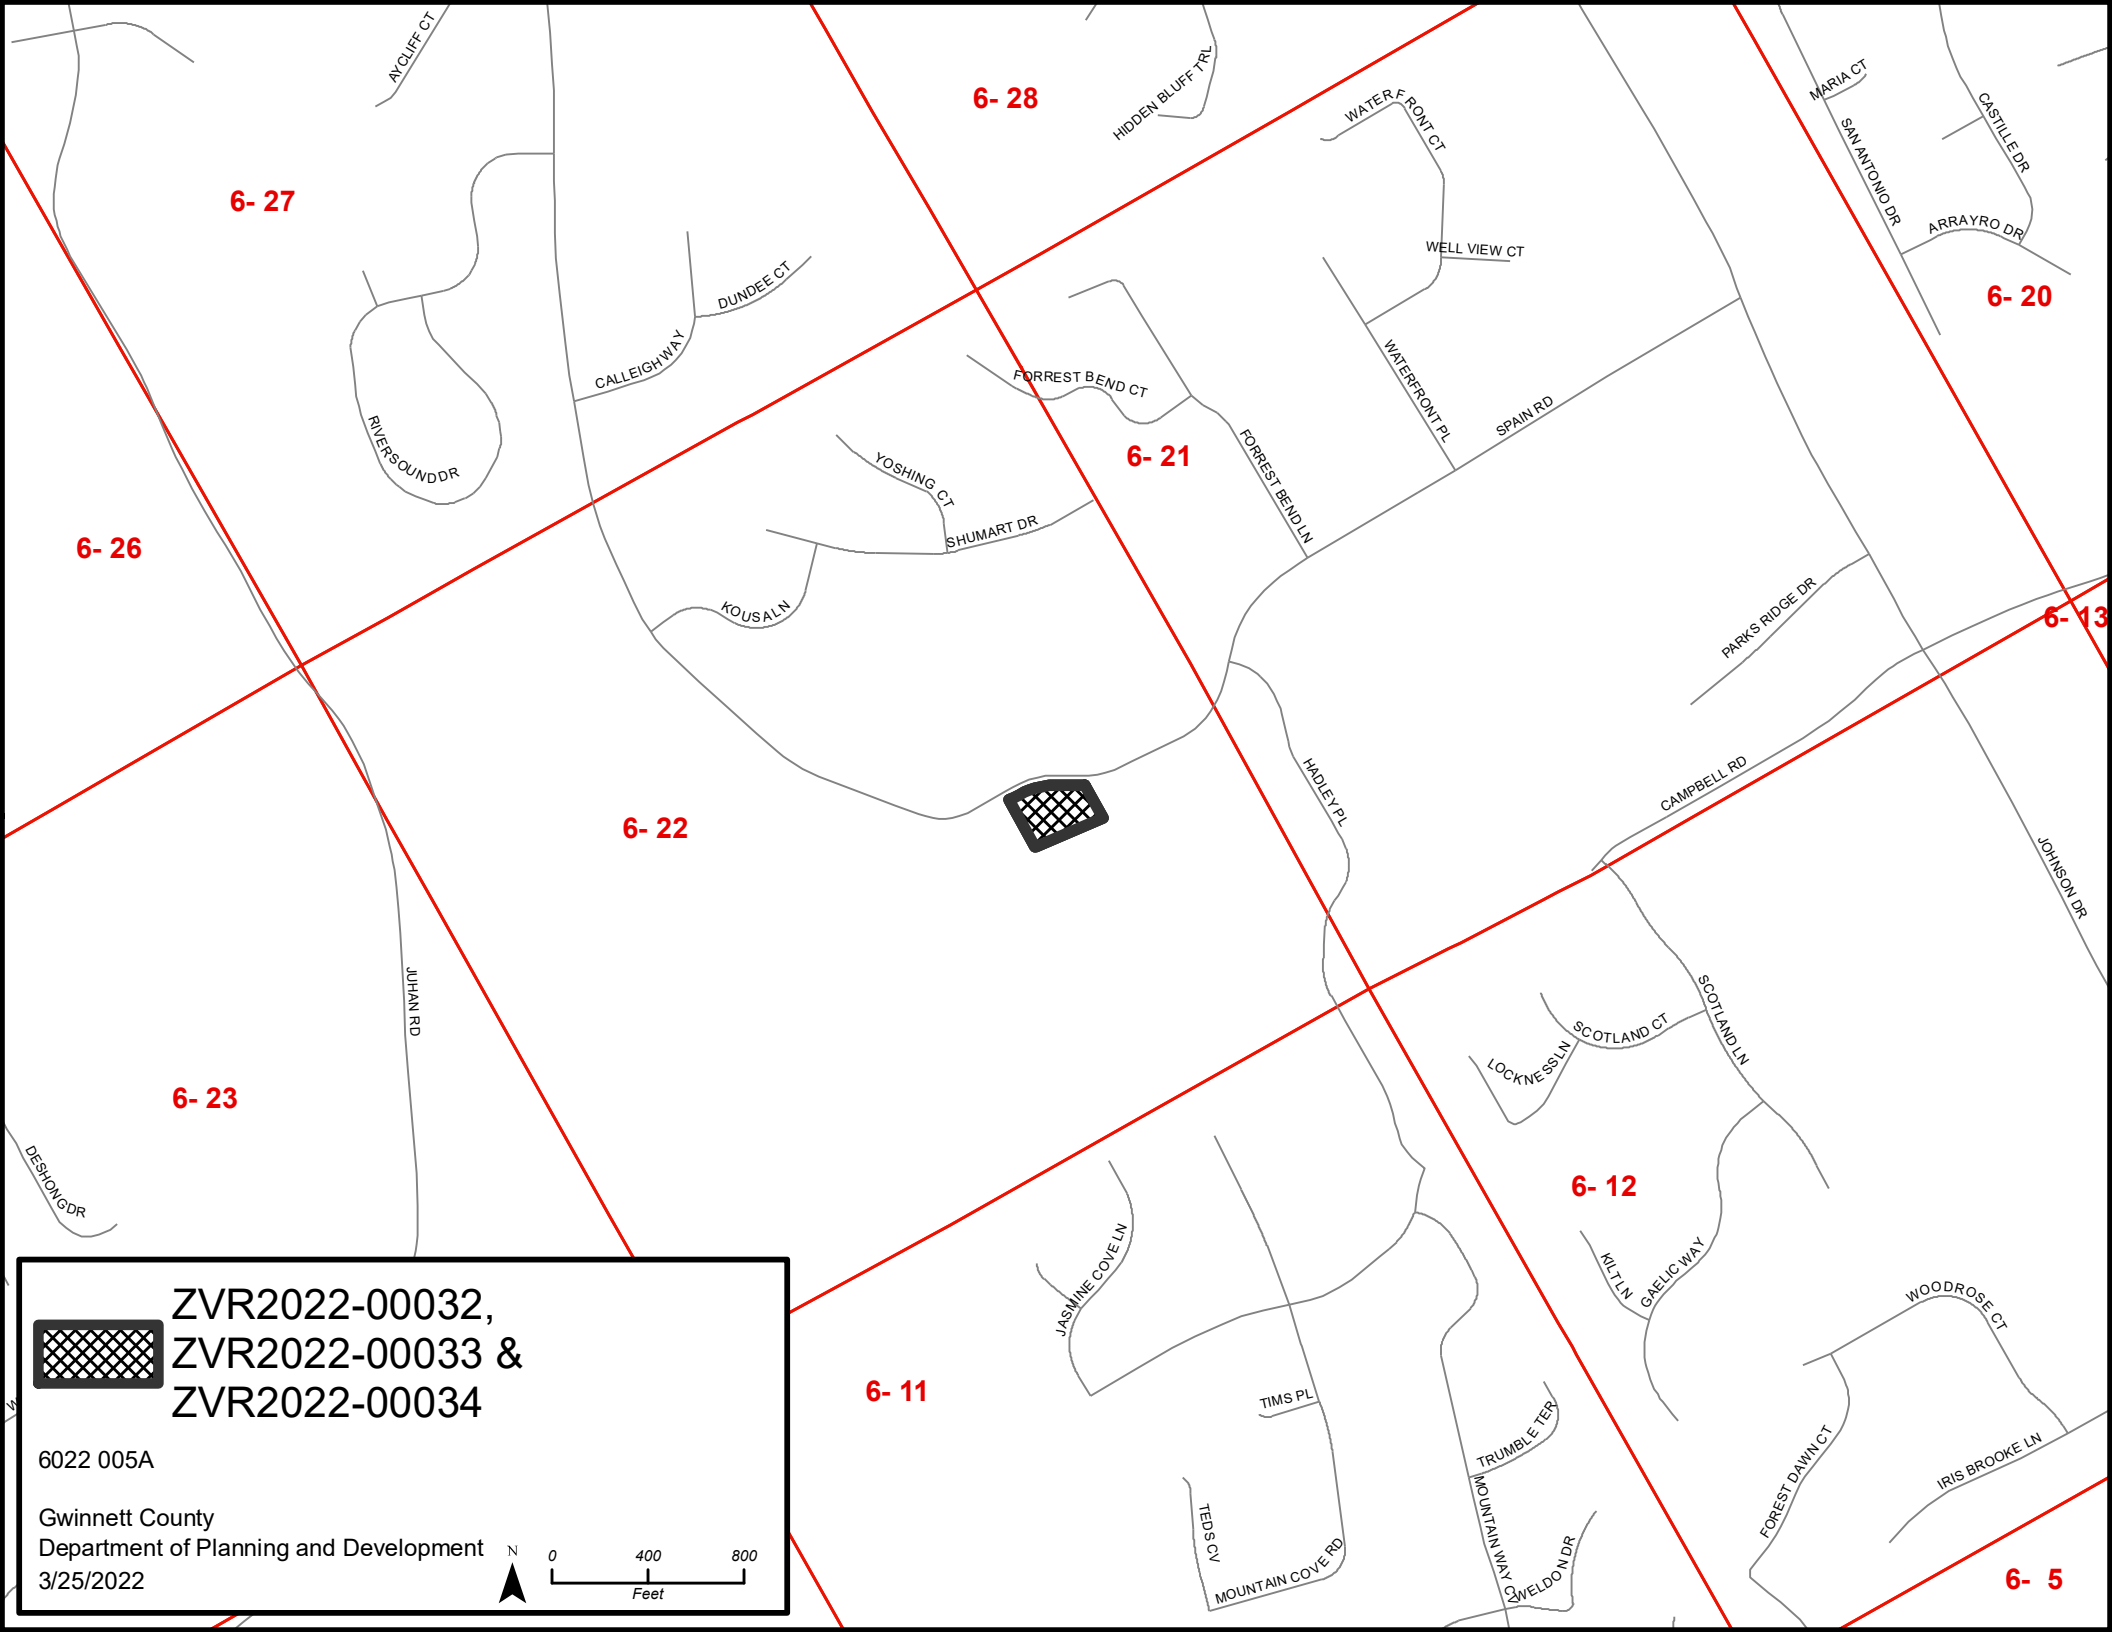 AYCLIFF CT
6- 28
HIDDEN BLUFF TRL
WATERFRONT CT
MARIA CT
SAN ANTONIO DR
CASTILLE DR
6- 27
ARRAYRO DR
WELL VIEW CT
DUNDEE CT
6- 20
CALLEIGH WAY
FORREST BEND CT
WATERFRONT PL
SPAIN RD
RIVERSOUND DR
6- 21
FORREST BEND LN
YOSHING CT
SHUMART DR
6- 26
KOUSA LN
PARKS RIDGE DR
6- 13
HADLEY PL
CAMPBELL RD
6- 22
JOHNSON DR
JUHAN RD
SCOTLAND LN
SCOTLAND CT
LOCKNESS LN
6- 23
DESHONG DR
6- 12
JASMINE COVE LN
KILT LN
GAELIC WAY
WOODROSE CT
6- 11
TIMS PL
TRUMBLE TER
FOREST DAWN CT
IRIS BROOKE LN
TEDS CV
MOUNTAIN COVE RD
MOUNTAIN WAY CV
WELDON DR
6- 5
ZVR2022-00032,
ZVR2022-00033 &
ZVR2022-00034
6022 005A
Gwinnett County
Department of Planning and Development
3/25/2022
N
0 400 800
Feet